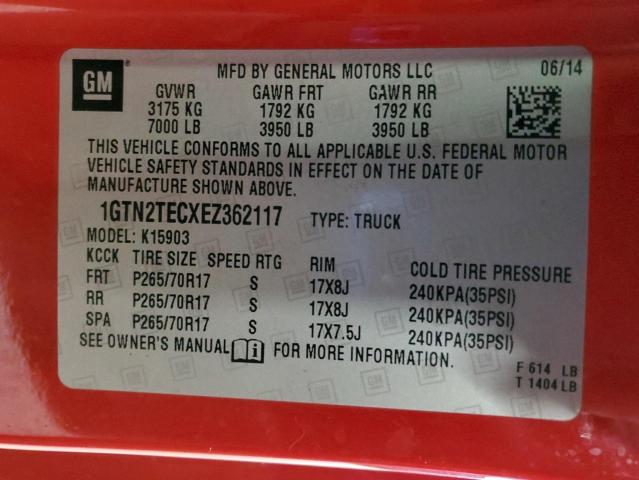 GM
MFD BY GENERAL MOTORS LLC 06/14
GVWR GAWR FRT GAWR RR
3175 KG 1792 KG 1792 KG
7000 LB 3950 LB 3950 LB
THIS VEHICLE CONFORMS TO ALL APPLICABLE U.S. FEDERAL MOTOR
VEHICLE SAFETY STANDARDS IN EFFECT ON THE DATE OF
MANUFACTURE SHOWN ABOVE.
1GTN2TECXEZ362117 TYPE: TRUCK
MODEL: K15903
KCCK TIRE SIZE SPEED RTG RIM COLD TIRE PRESSURE
FRT P265/70R17 S 17X8J 240KPA(35PSI)
RR P265/70R17 S 17X8J 240KPA(35PSI)
SPA P265/70R17 S 17X7.5J 240KPA(35PSI)
SEE OWNER'S MANUAL i FOR MORE INFORMATION.
F 614 LB
T 1404 LB